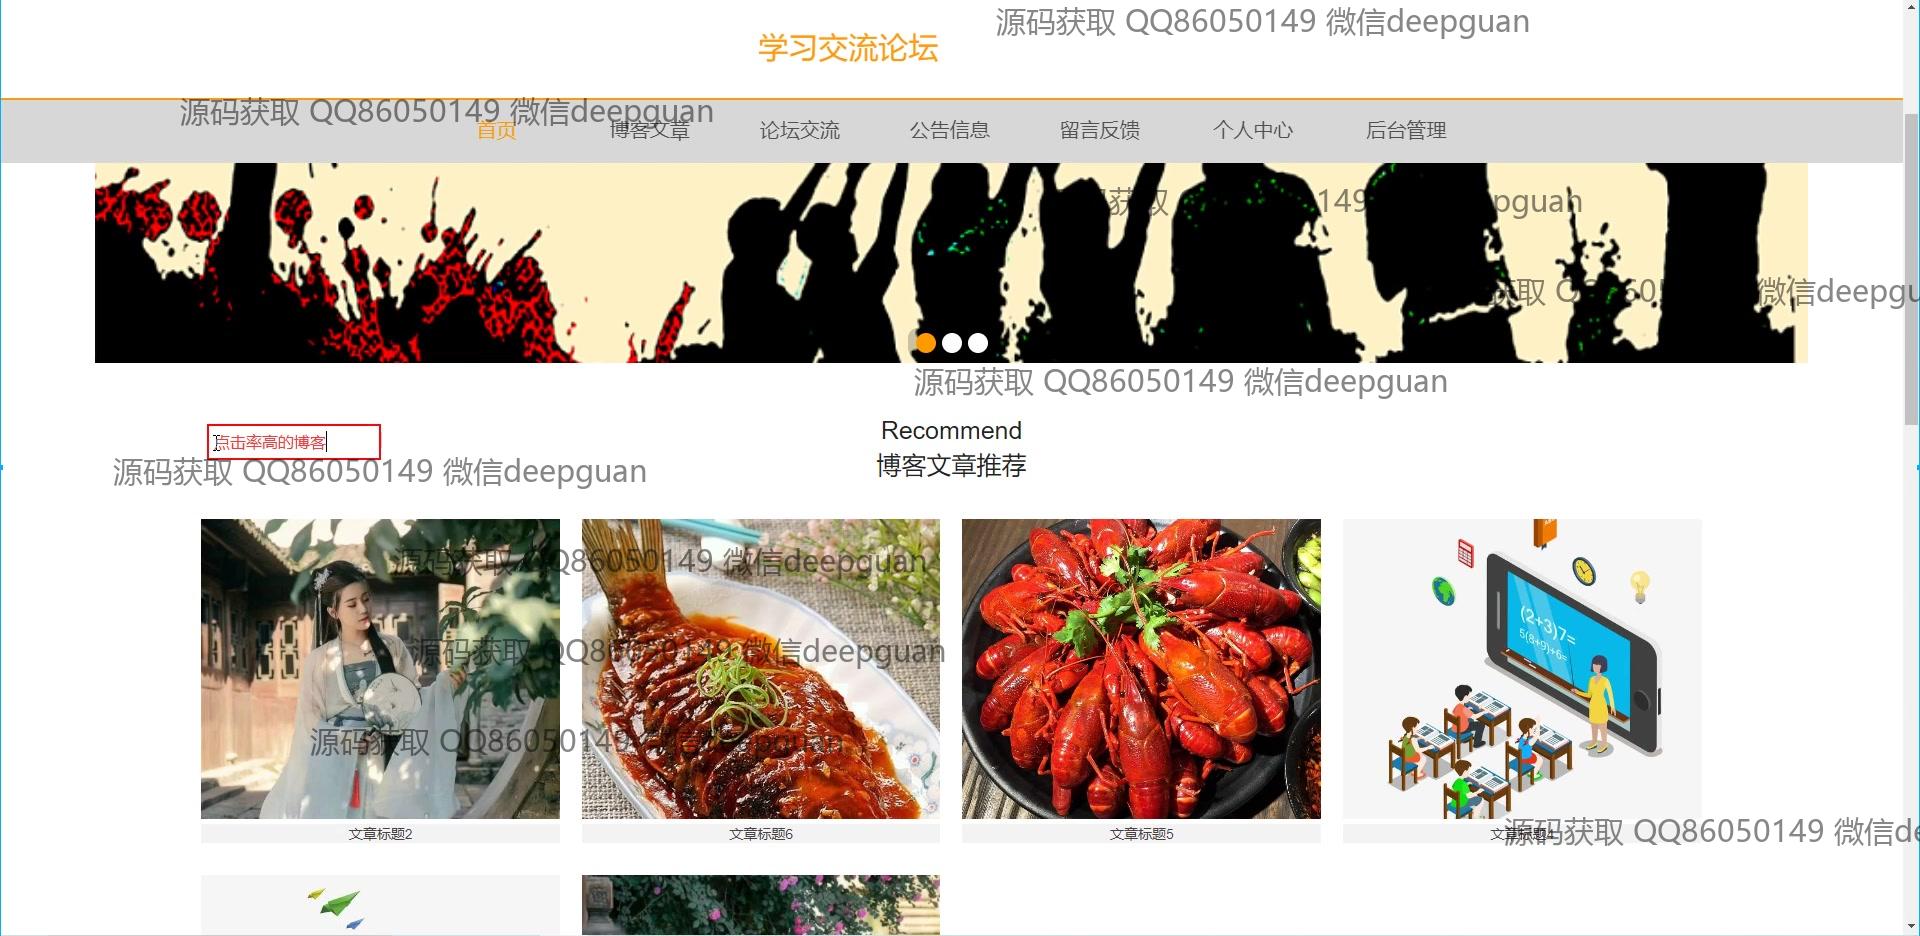 源码获取 QQ86050149 微信deepguan
学习交流论坛
源码获取 QQ86050149 微信deepguan
首页 博客文章 论坛交流 公告信息 留言反馈 个人中心 后台管理
获取 149 pguan
获取 微信deepgu
源码获取 QQ86050149 微信deepguan
点击率高的博客
Recommend
博客文章推荐
源码获取 QQ86050149 微信deepguan
源码获取 QQ86050149 微信deepguan
(2+3)7=
5(8+9)+6=
源码获取 QQ86050149 微信deepguan
源码获取 QQ86050149 微信deepguan
文章标题2 文章标题6 文章标题5 文章标题4
源码获取 QQ86050149 微信de